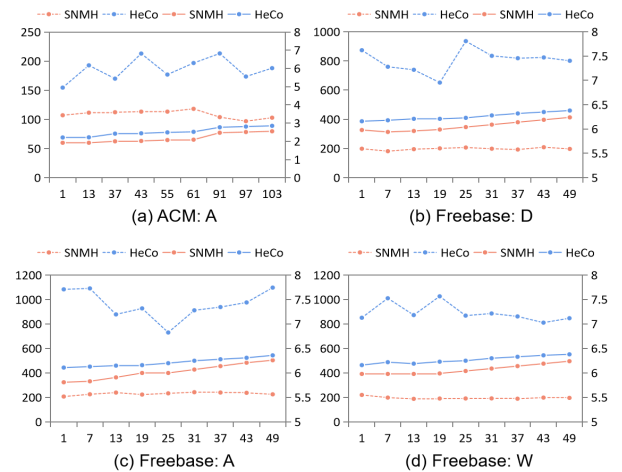 SNMH HeCo SNMH HeCo
250 200 150 100 50 0
8 7 6 5 4 3 2 1 0
1 13 37 43 55 61 91 97 103
(a) ACM: A
SNMH HeCo SNMH HeCo
1000 800 600 400 200 0
8 7.5 7 6.5 6 5.5 5
1 7 13 19 25 31 37 43 49
(b) Freebase: D
SNMH HeCo SNMH HeCo
1200 1000 800 600 400 200 0
8 7.5 7 6.5 6 5.5 5
1 7 13 19 25 31 37 43 49
(c) Freebase: A
SNMH HeCo SNMH HeCo
1200 1000 800 600 400 200 0
8 7.5 7 6.5 6 5.5 5
1 7 13 19 25 31 37 43 49
(d) Freebase: W